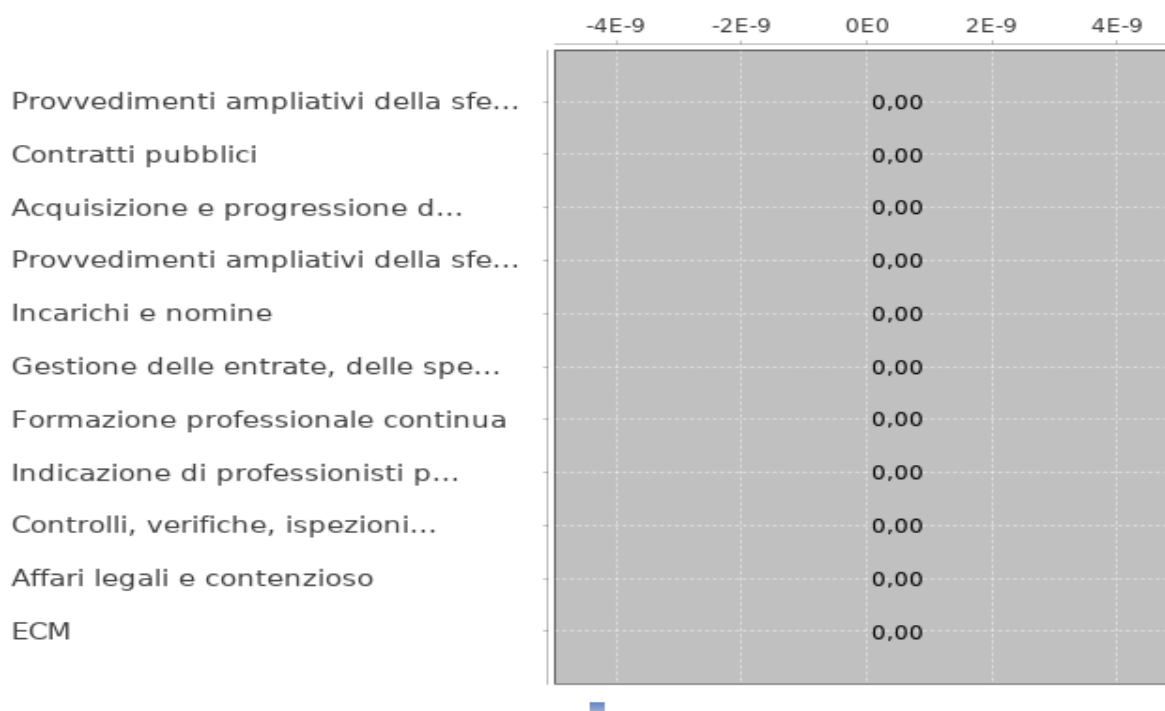 -4E-9 -2E-9 0E0 2E-9 4E-9
Provvedimenti ampliativi della sfe... 0,00
Contratti pubblici 0,00
Acquisizione e progressione d... 0,00
Provvedimenti ampliativi della sfe... 0,00
Incarichi e nomine 0,00
Gestione delle entrate, delle spe... 0,00
Formazione professionale continua 0,00
Indicazione di professionisti p... 0,00
Controlli, verifiche, ispezioni... 0,00
Affari legali e contenzioso 0,00
ECM 0,00